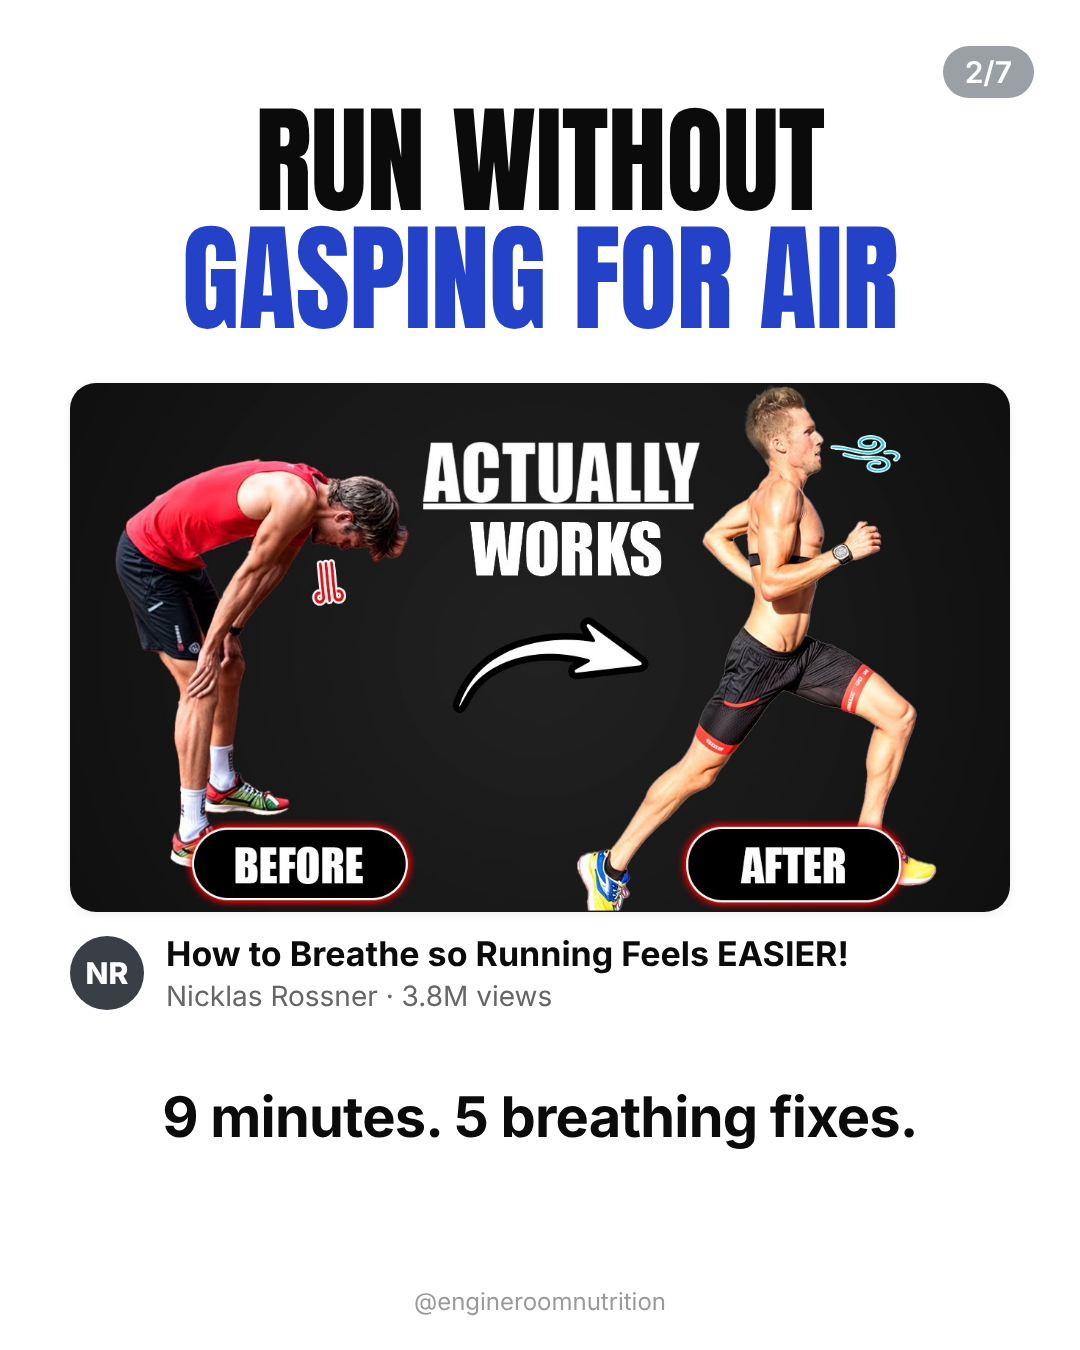 2/7
RUN WITHOUT
GASPING FOR AIR
ACTUALLY
WORKS
BEFORE
AFTER
NR
How to Breathe so Running Feels EASIER!
Nicklas Rossner · 3.8M views
9 minutes. 5 breathing fixes.
@engineroomnutrition